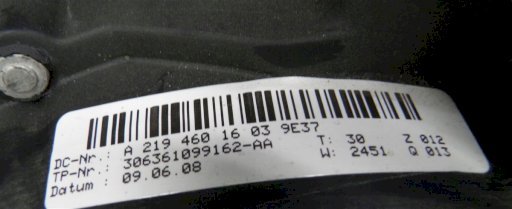 DC-Nr.: A 219 460 16 03 9E37
TP-Nr.: 306361099162-AA T: 30 Z 012
Datum : 09.06.08 W: 2451 Q 013